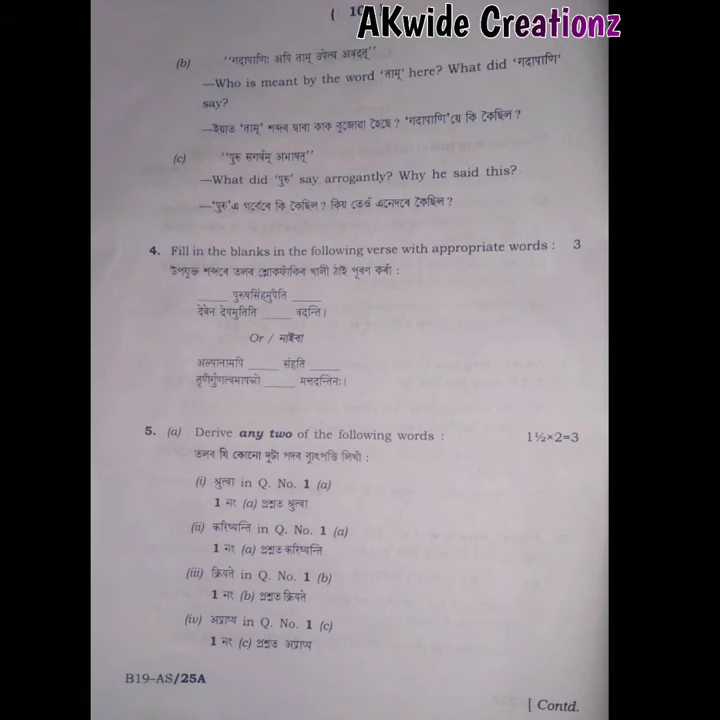 ( 10
AKwide Creationz
(b) "गदापाणिः अपि ताम् उपेत्य अवदत्"
—Who is meant by the word 'ताम्' here? What did 'गदापाणि'
say?
—ইয়াত 'ताम्' শব্দৰ দ্বাৰা কাক বুজোৱা হৈছে? 'गदापाणि'য়ে কি কৈছিল?
(c) "पुरु सगर्वम् अभाषत्"
—What did 'पुरु' say arrogantly? Why he said this?
—'पुरु'এ গৰ্বেৰে কি কৈছিল? কিয় তেওঁ এনেদৰে কৈছিল?
4. Fill in the blanks in the following verse with appropriate words : 3
উপযুক্ত শব্দৰে তলৰ শ্লোকফাঁকিৰ খালী ঠাই পূৰণ কৰাঁ :
_____ पुरुषसिंहमुपैति _____
देवेन देयमुतिति _____ वदन्ति।
Or / নাইবা
अल्पानामपि _____ संहति _____
तृणैर्गुणत्वमापन्नो _____ मत्तदन्तिनः।
5. (a) Derive any two of the following words : 1½×2=3
তলৰ যি কোনো দুটা পদৰ ব্যুৎপত্তি লিখাঁ :
(i) श्रुत्वा in Q. No. 1 (a)
1 নং (a) প্ৰশ্নত श्रुत्वा
(ii) करिष्यन्ति in Q. No. 1 (a)
1 নং (a) প্ৰশ্নত करिष्यन्ति
(iii) क्रियते in Q. No. 1 (b)
1 নং (b) প্ৰশ্নত क्रियते
(iv) अप्राप्य in Q. No. 1 (c)
1 নং (c) প্ৰশ্নত अप्राप्य
B19–AS/25A
[ Contd.